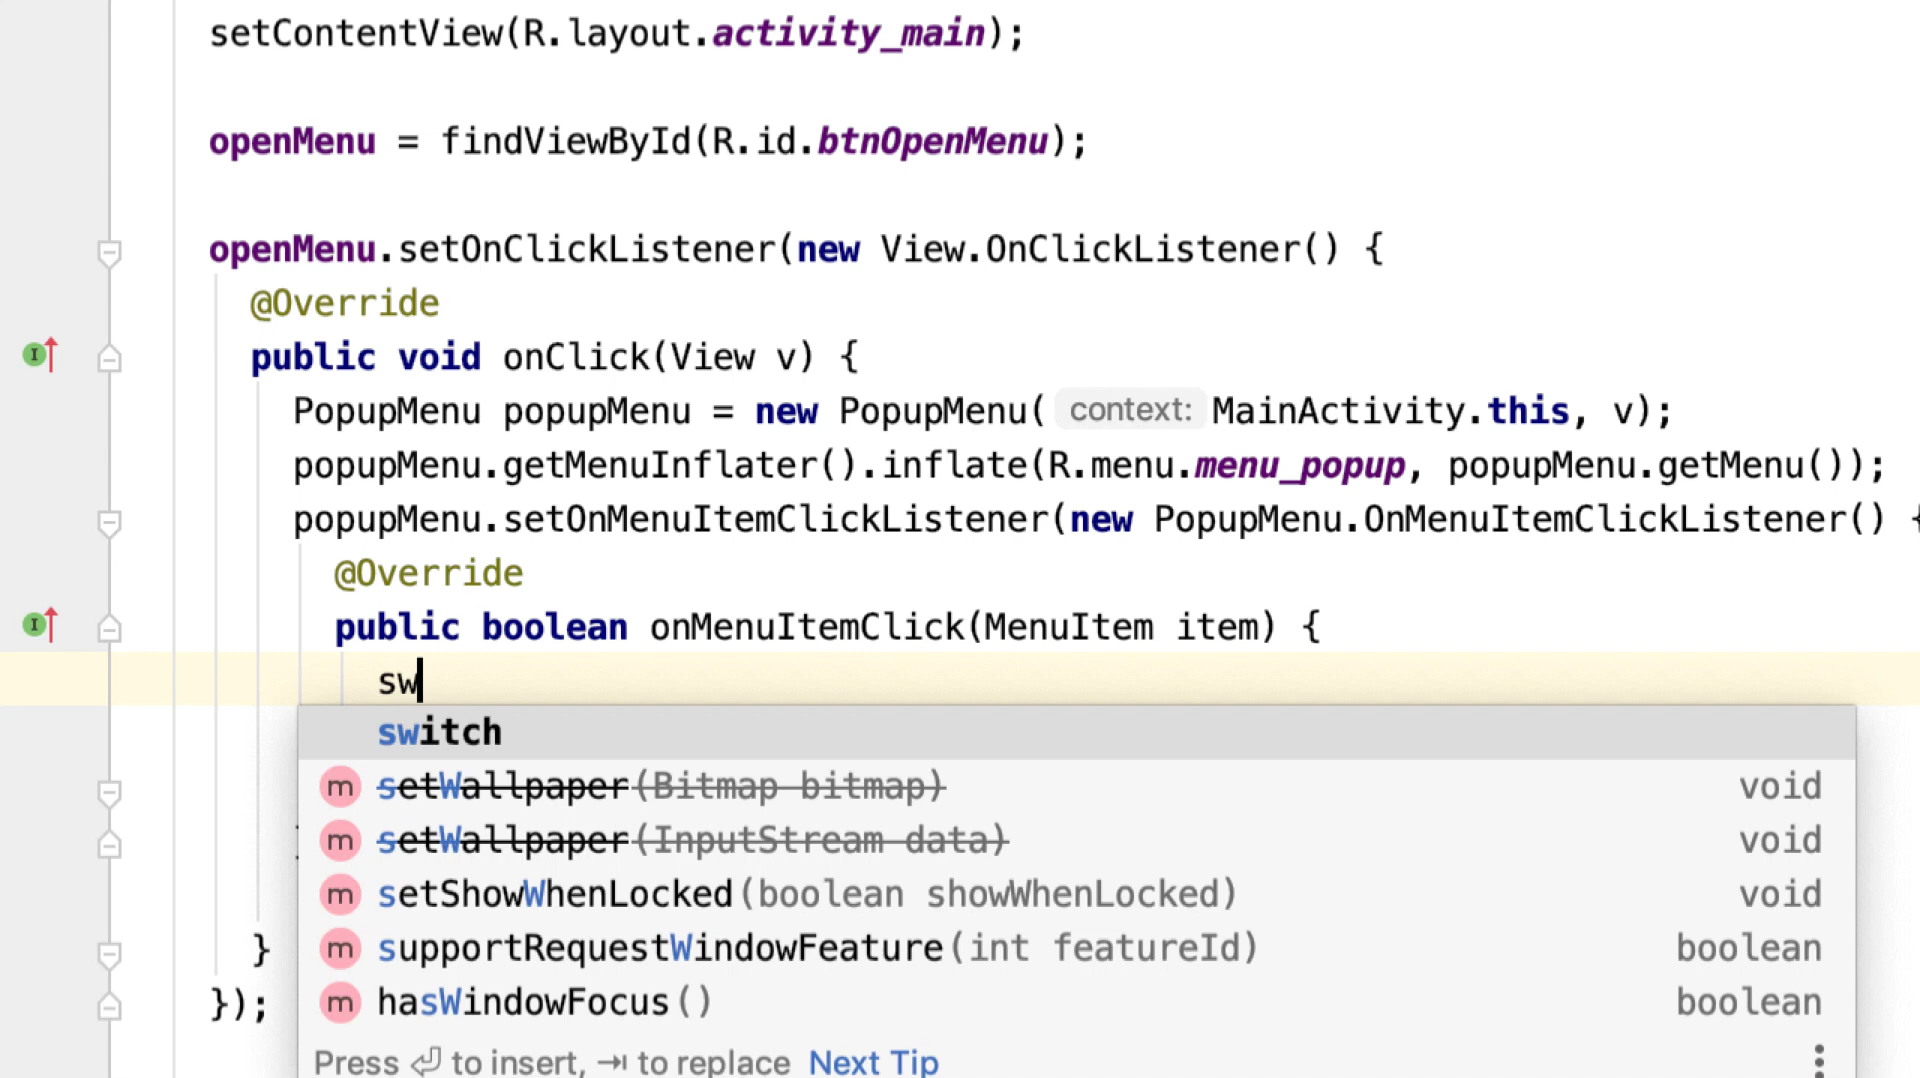 setContentView(R.layout.activity_main);
openMenu = findViewById(R.id.btnOpenMenu);
openMenu.setOnClickListener(new View.OnClickListener() {
@Override
I public void onClick(View v) {
PopupMenu popupMenu = new PopupMenu( context: MainActivity.this, v);
popupMenu.getMenuInflater().inflate(R.menu.menu_popup, popupMenu.getMenu());
popupMenu.setOnMenuItemClickListener(new PopupMenu.OnMenuItemClickListener() {
@Override
I public boolean onMenuItemClick(MenuItem item) {
sw
switch
m setWallpaper(Bitmap bitmap) void
m setWallpaper(InputStream data) void
m setShowWhenLocked(boolean showWhenLocked) void
} m supportRequestWindowFeature(int featureId) boolean
}); m hasWindowFocus() boolean
Press ⏎ to insert, ⇥ to replace Next Tip